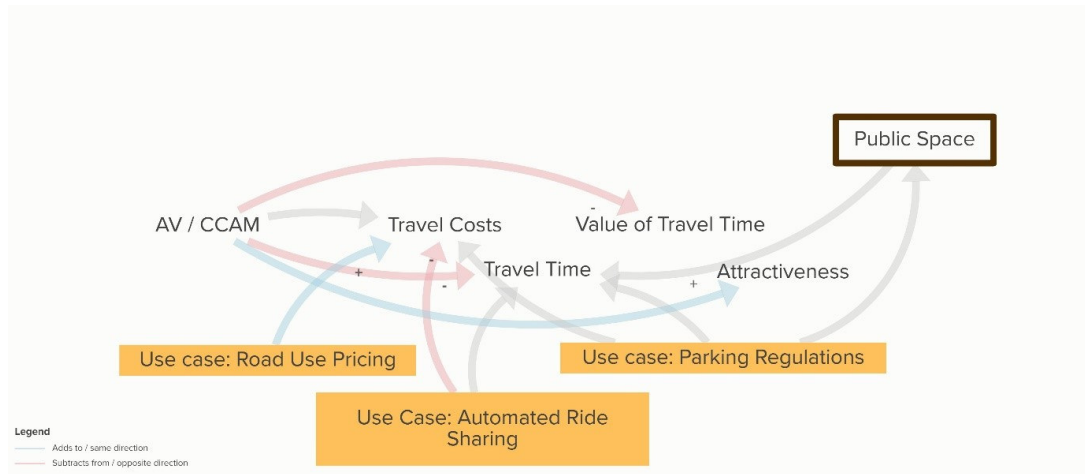 Public Space
AV / CCAM
Travel Costs
-
Value of Travel Time
-
Travel Time
Attractiveness
+
-
+
Use case: Road Use Pricing
Use case: Parking Regulations
Use Case: Automated Ride
Sharing
Legend
Adds to / same direction
Subtracts from / opposite direction